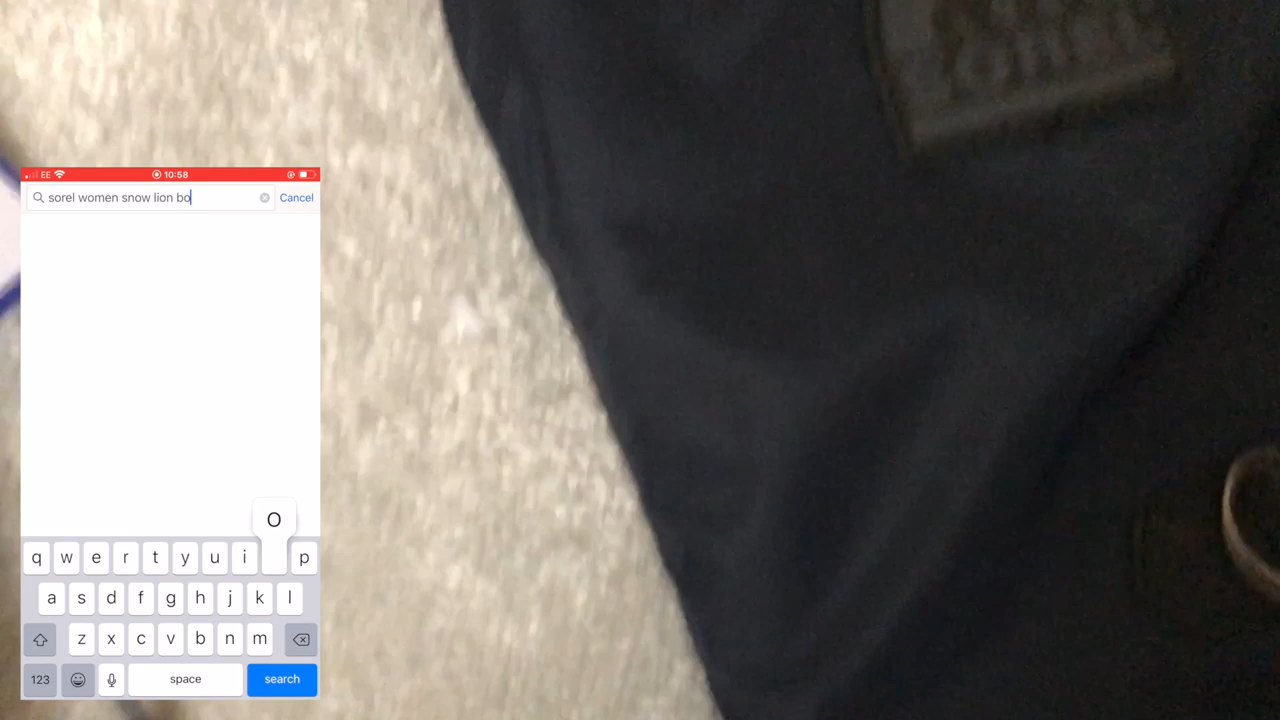 EE 10:58
sorel women snow lion bo Cancel
O
q w e r t y u i p
a s d f g h j k l
z x c v b n m
123 space search